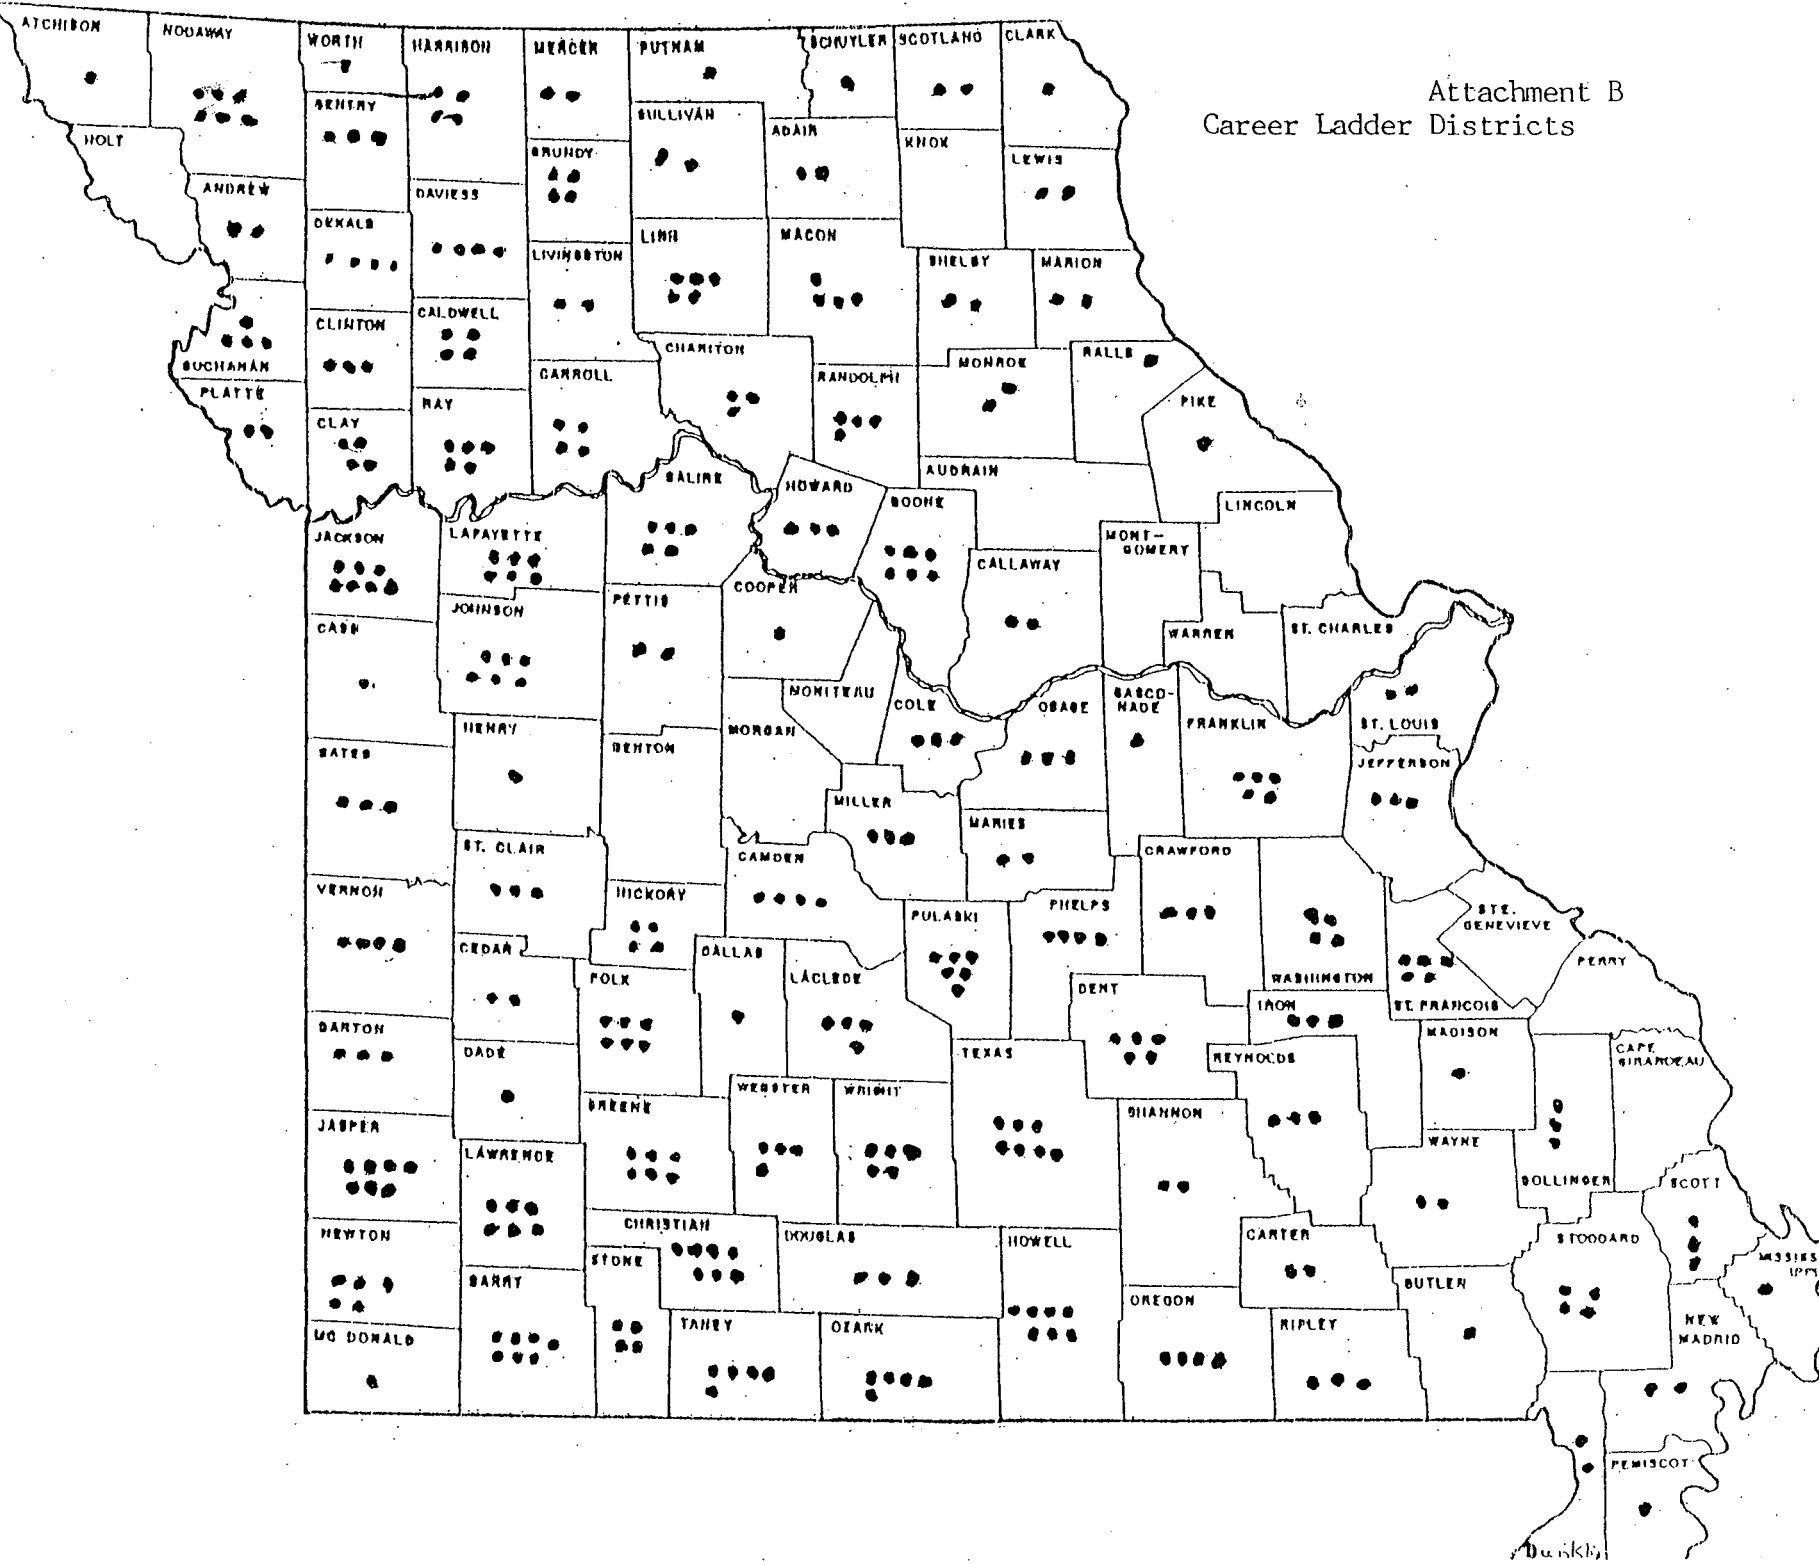 Attachment B
Career Ladder Districts
ATCHISON
NODAWAY
WORTH
HARRISON
MERCER
PUTNAM
SCHUYLER
SCOTLAND
CLARK
GENTRY
SULLIVAN
ADAIR
HOLT
KNOX
LEWIS
GRUNDY
ANDREW
DAVIESS
DEKALB
LINN
MACON
LIVINGSTON
SHELBY
MARION
CALDWELL
CLINTON
CHARITON
RALLS
BUCHANAN
MONROE
CARROLL
RANDOLPH
PLATTE
RAY
PIKE
CLAY
AUDRAIN
SALINE
HOWARD
BOONE
LINCOLN
JACKSON
LAFAYETTE
MONT-
GOMERY
CALLAWAY
COOPER
PETTIS
JOHNSON
CASS
WARREN
ST. CHARLES
MONITEAU
COLE
OSAGE
GASCO-
NADE
FRANKLIN
ST. LOUIS
HENRY
MORGAN
BENTON
BATES
JEFFERSON
MILLER
MARIES
ST. CLAIR
CAMDEN
CRAWFORD
VERNON
HICKORY
PULASKI
PHELPS
STE.
GENEVIEVE
CEDAR
DALLAS
PERRY
POLK
LACLEDE
WASHINGTON
DENT
IRON
ST. FRANCOIS
BARTON
MADISON
DADE
TEXAS
REYNOLDS
CAPE
GIRARDEAU
WEBSTER
WRIGHT
GREENE
SHANNON
JASPER
WAYNE
LAWRENCE
BOLLINGER
SCOTT
CHRISTIAN
NEWTON
DOUGLAS
HOWELL
CARTER
STODDARD
STONE
BARRY
BUTLER
OREGON
NEW
MADRID
MC DONALD
TANEY
OZARK
RIPLEY
PEMISCOT